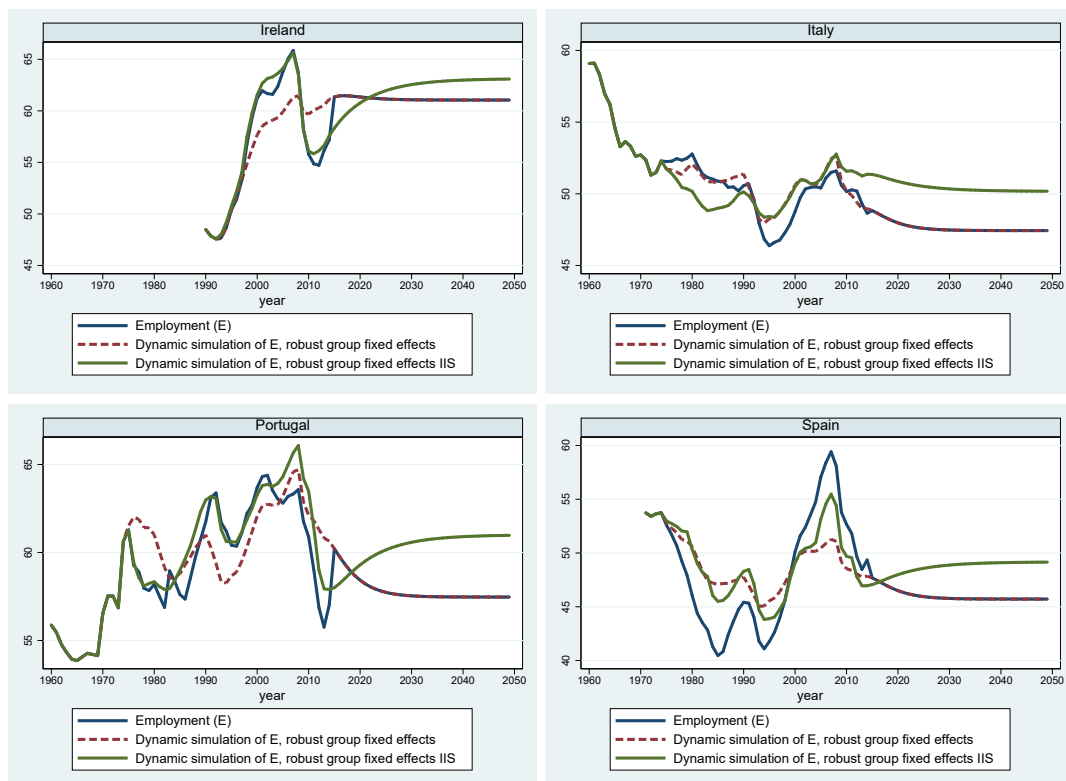 Ireland
65
60
55
50
45
1960 1970 1980 1990 2000 2010 2020 2030 2040 2050
year
Employment (E)
Dynamic simulation of E, robust group fixed effects
Dynamic simulation of E, robust group fixed effects IIS
Italy
60
55
50
45
1960 1970 1980 1990 2000 2010 2020 2030 2040 2050
year
Employment (E)
Dynamic simulation of E, robust group fixed effects
Dynamic simulation of E, robust group fixed effects IIS
Portugal
65
60
55
1960 1970 1980 1990 2000 2010 2020 2030 2040 2050
year
Employment (E)
Dynamic simulation of E, robust group fixed effects
Dynamic simulation of E, robust group fixed effects IIS
Spain
60
55
50
45
40
1960 1970 1980 1990 2000 2010 2020 2030 2040 2050
year
Employment (E)
Dynamic simulation of E, robust group fixed effects
Dynamic simulation of E, robust group fixed effects IIS